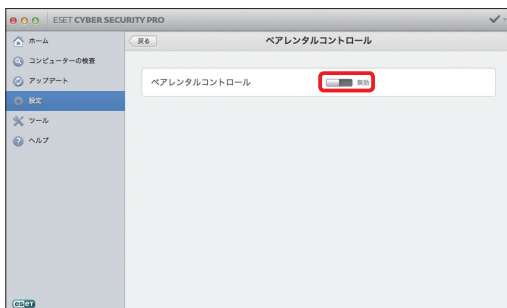 ESET CYBER SECURITY PRO
ホーム
戻る
ペアレンタルコントロール
コンピューターの検査
アップデート
設定
ツール
ヘルプ
ペアレンタルコントロール
無効
eset